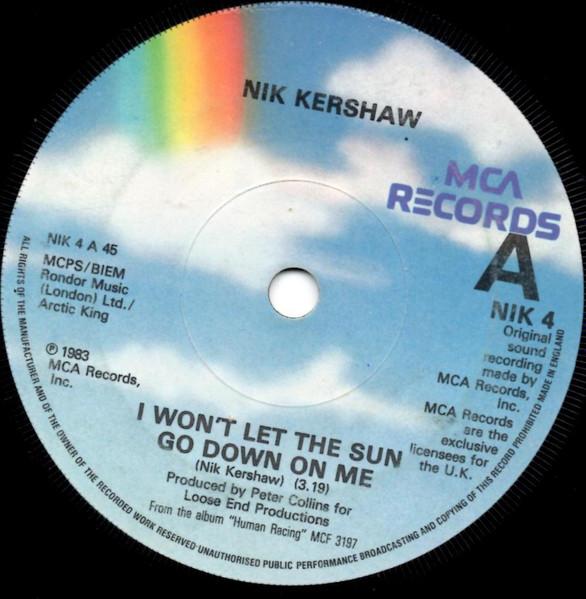 NIK KERSHAW
MCA
RECORDS
A
NIK 4
Original
sound
recording
made by
MCA Records,
Inc.
MCA Records
are the
exclusive
licensees for
the U.K.
NIK 4 A 45
MCPS/BIEM
Rondor Music
(London) Ltd./
Arctic King
℗ 1983
MCA Records,
Inc.
I WON'T LET THE SUN
GO DOWN ON ME
(Nik Kershaw) (3.19)
Produced by Peter Collins for
Loose End Productions
From the album "Human Racing" MCF 3197
ALL RIGHTS OF THE MANUFACTURER AND OF THE OWNER OF THE RECORDED WORK RESERVED UNAUTHORISED PUBLIC PERFORMANCE BROADCASTING AND COPYING OF THIS RECORD PROHIBITED MADE IN ENGLAND